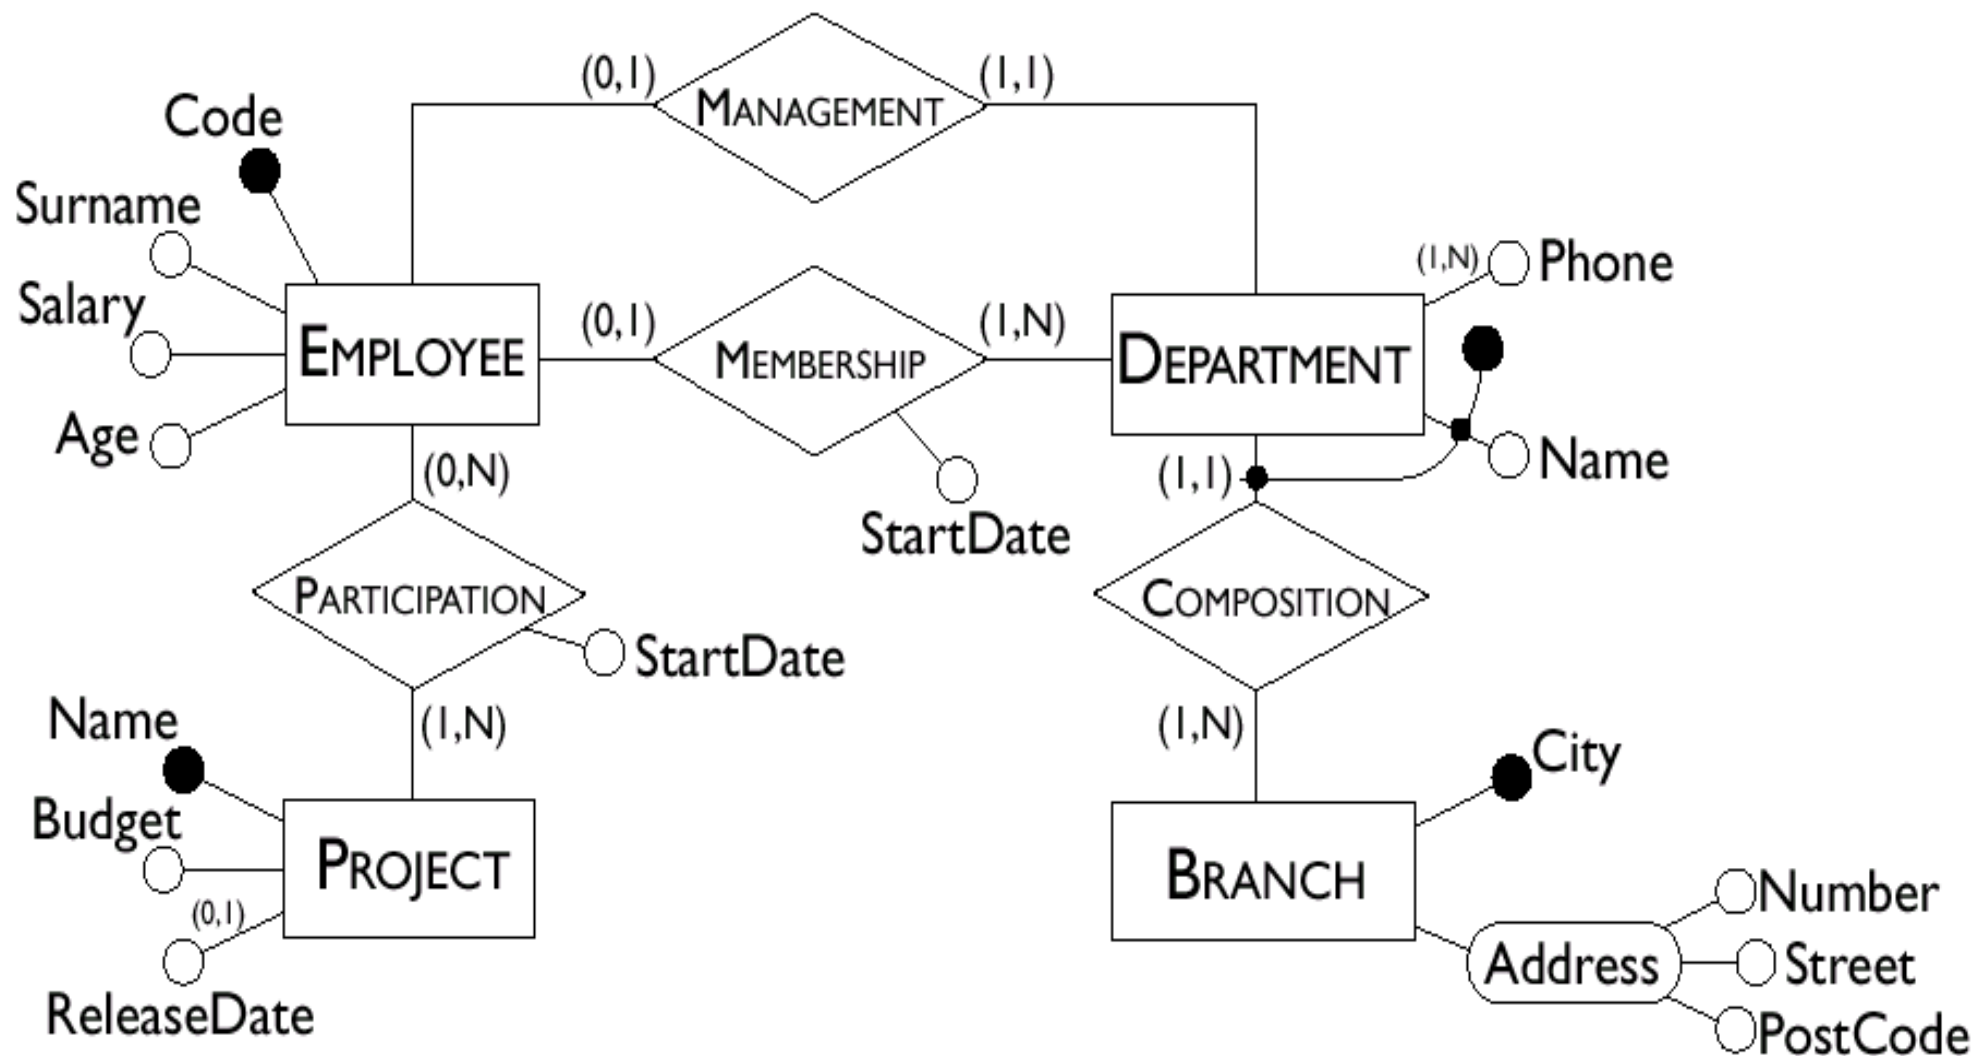 (0,1)
MANAGEMENT
(1,1)
Code
Surname
Salary
Age
EMPLOYEE
(0,1)
MEMBERSHIP
(1,N)
StartDate
DEPARTMENT
(1,N)
Phone
Name
(0,N)
PARTICIPATION
StartDate
(1,N)
(1,1)
COMPOSITION
(1,N)
Name
Budget
(0,1)
ReleaseDate
PROJECT
BRANCH
City
Address
Number
Street
PostCode